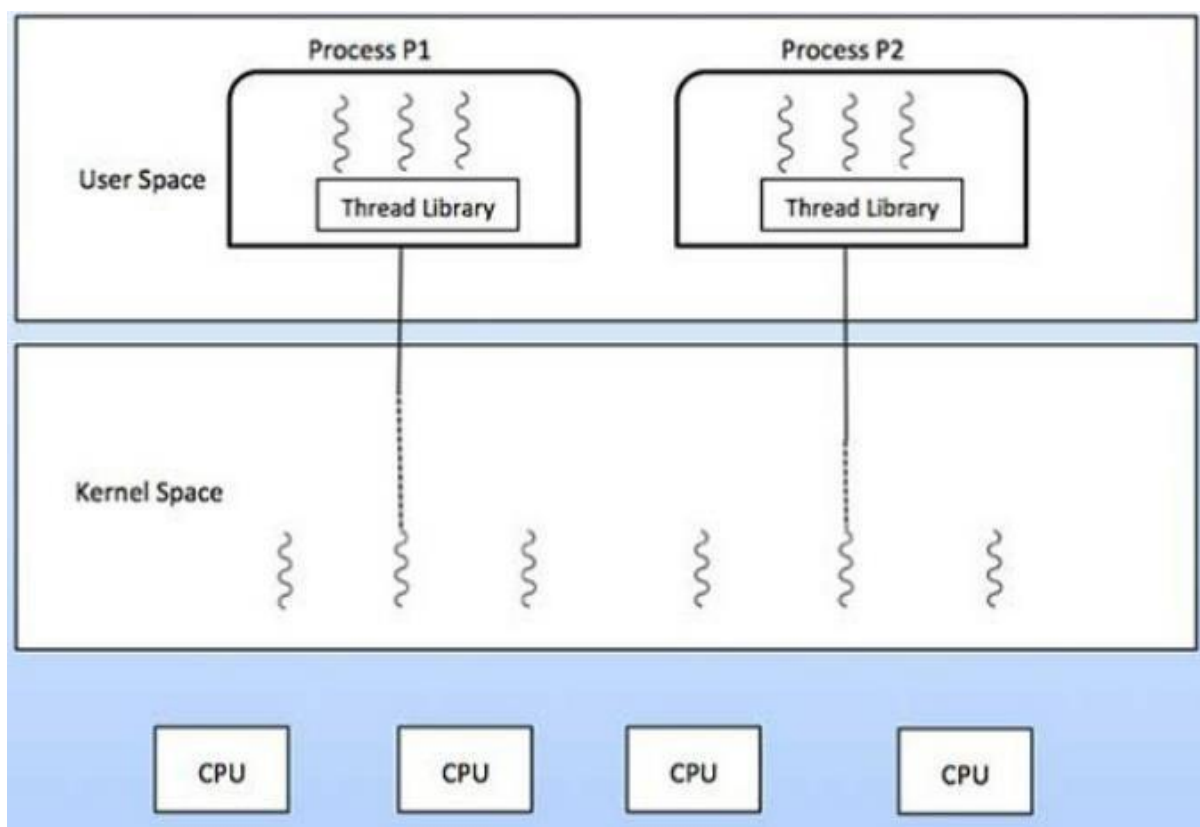 Process P1
Process P2
User Space
Thread Library
Thread Library
Kernel Space
CPU
CPU
CPU
CPU